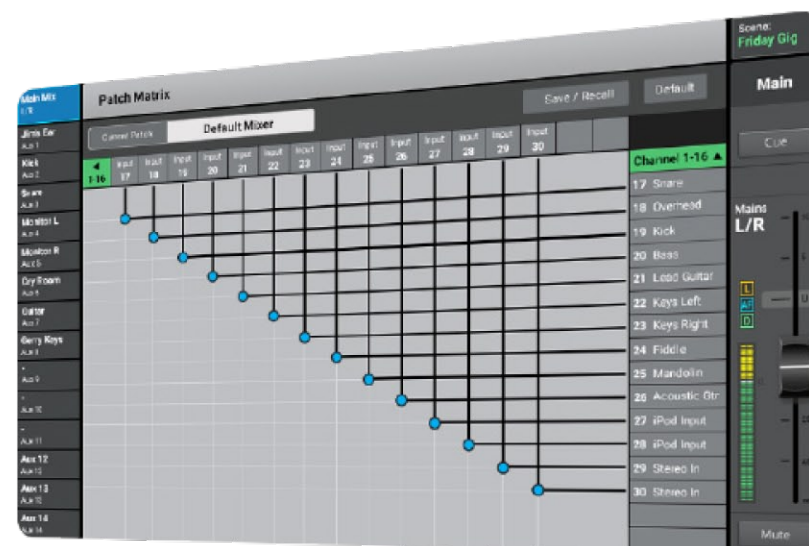 Main Mix
L/R
Jims Ear
Aux 1
Kick
Aux 2
Snare
Aux 3
Monitor L
Aux 4
Monitor R
Aux 5
Cry Room
Aux 6
Guitar
Aux 7
Gerry Keys
Aux 8
-
Aux 9
-
Aux 10
-
Aux 11
Aux 12
Aux 12
Aux 13
Aux 13
Aux 14
Aux 14
Patch Matrix
Save / Recall
Default
Current Patch
Default Mixer
◀ 1-16
Input 17
Input 18
Input 19
Input 20
Input 21
Input 22
Input 23
Input 24
Input 25
Input 26
Input 27
Input 28
Input 29
Input 30
Channel 1-16 ▲
17 Snare
18 Overhead
19 Kick
20 Bass
21 Lead Guitar
22 Keys Left
23 Keys Right
24 Fiddle
25 Mandolin
26 Acoustic Gtr
27 iPod Input
28 iPod Input
29 Stereo In
30 Stereo In
Scene:
Friday Gig
Main
Cue
Mains
L/R
L
AF
D
Mute